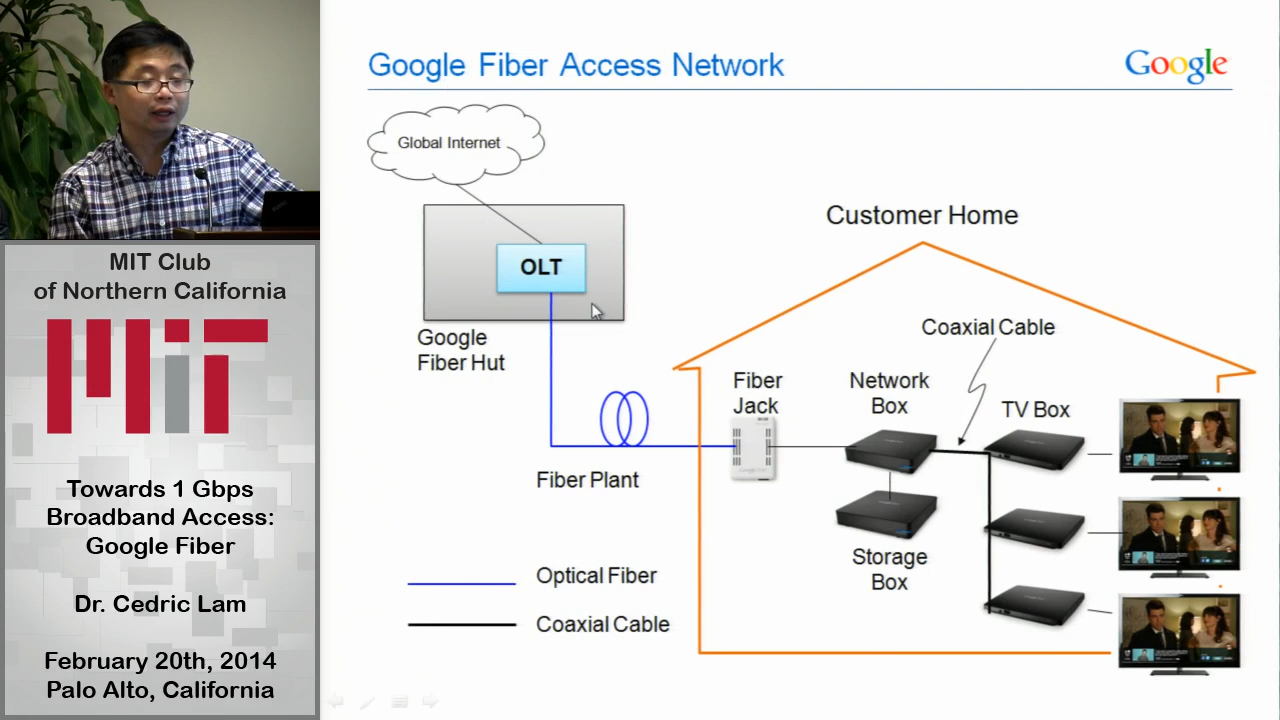 Google Fiber Access Network
Google
Global Internet
OLT
Google
Fiber Hut
Customer Home
Coaxial Cable
Fiber
Jack
Network
Box
TV Box
Fiber Plant
Storage
Box
Optical Fiber
Coaxial Cable
MIT Club
of Northern California
MIT
Towards 1 Gbps
Broadband Access:
Google Fiber
Dr. Cedric Lam
February 20th, 2014
Palo Alto, California